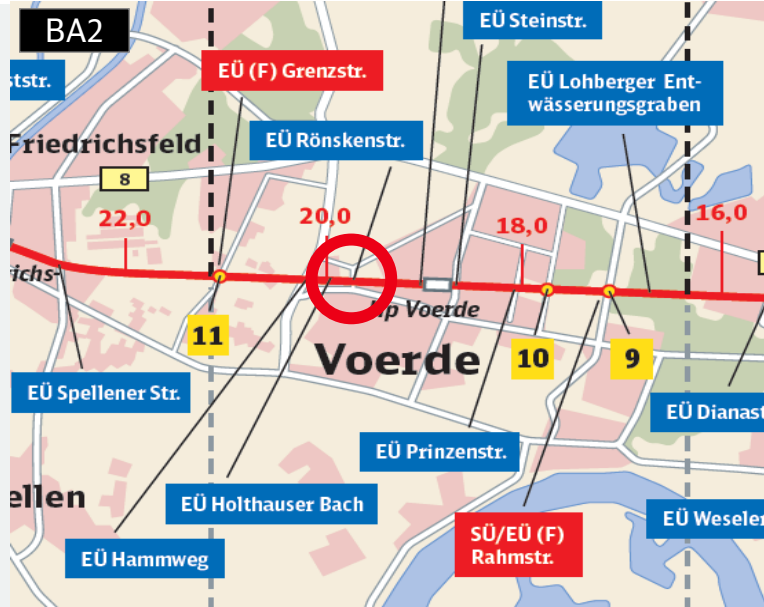 BA2
EÜ Steinstr.
EÜ (F) Grenzstr.
EÜ Lohberger Ent-
wässerungsgraben
tstr.
EÜ Rönskenstr.
Friedrichsfeld
8
22,0
20,0
18,0
16,0
richs-
Hp Voerde
11
Voerde
10
9
EÜ Spellener Str.
EÜ Dianast
EÜ Prinzenstr.
ellen
EÜ Holthauser Bach
EÜ Weseler
SÜ/EÜ (F)
Rahmstr.
EÜ Hammweg